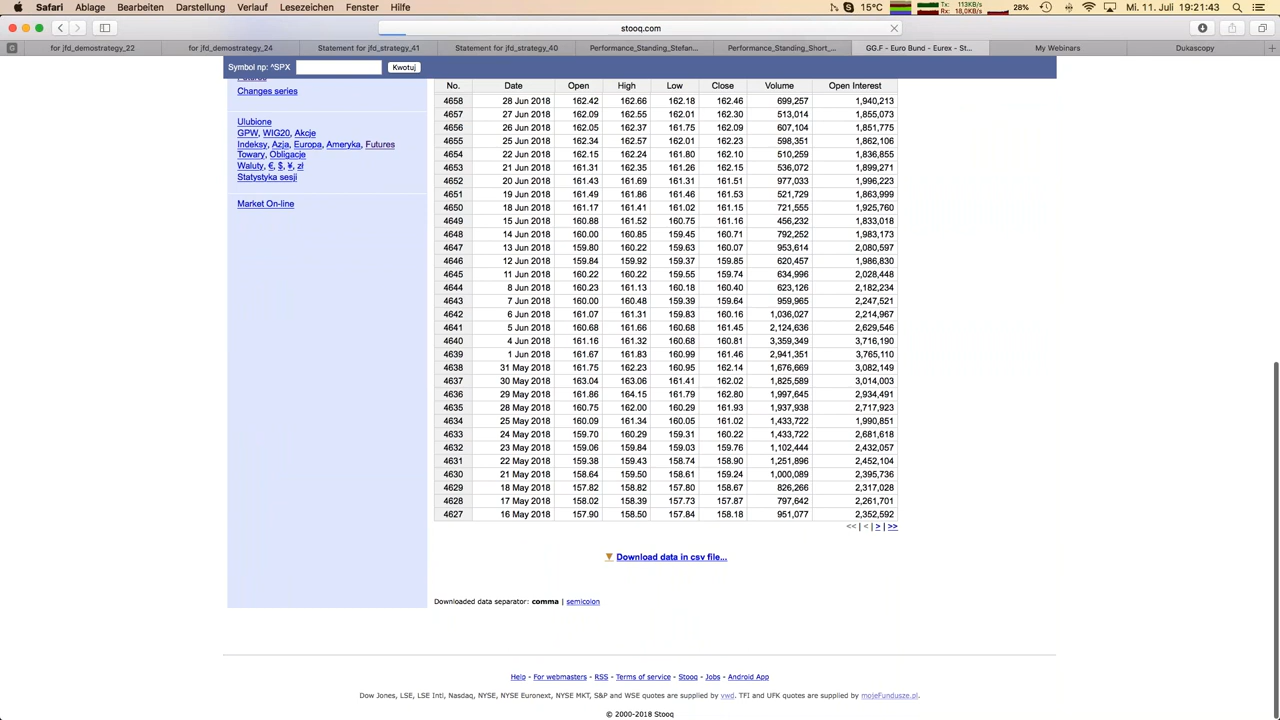 Safari Ablage Bearbeiten Darstellung Verlauf Lesezeichen Fenster Hilfe 15°C Tx: 113KB/s Rx: 18,0KB/s 28% Mi. 11. Juli 19:21:43
stooq.com
for jfd_demostrategy_22 for jfd_demostrategy_24 Statement for jfd_strategy_41 Statement for jfd_strategy_40 Performance_Standing_Stefan... Performance_Standing_Short_... GG.F - Euro Bund - Eurex - St... My Webinars Dukascopy
Symbol np: ^SPX Kwotuj
Changes series
Ulubione
GPW, WIG20, Akcje
Indeksy, Azja, Europa, Ameryka, Futures
Towary, Obligacje
Waluty, €, $, ¥, zł
Statystyka sesji
Market On-line
No. Date Open High Low Close Volume Open Interest
4658 28 Jun 2018 162.42 162.66 162.18 162.46 699,257 1,940,213
4657 27 Jun 2018 162.09 162.55 162.01 162.30 513,014 1,855,073
4656 26 Jun 2018 162.05 162.37 161.75 162.09 607,104 1,851,775
4655 25 Jun 2018 162.34 162.57 162.01 162.23 598,351 1,862,106
4654 22 Jun 2018 162.15 162.24 161.80 162.10 510,259 1,836,855
4653 21 Jun 2018 161.31 162.35 161.26 162.15 536,072 1,899,271
4652 20 Jun 2018 161.43 161.69 161.31 161.51 977,033 1,996,223
4651 19 Jun 2018 161.49 161.86 161.46 161.53 521,729 1,863,999
4650 18 Jun 2018 161.17 161.41 161.02 161.15 721,555 1,925,760
4649 15 Jun 2018 160.88 161.52 160.75 161.16 456,232 1,833,018
4648 14 Jun 2018 160.00 160.85 159.45 160.71 792,252 1,983,173
4647 13 Jun 2018 159.80 160.22 159.63 160.07 953,614 2,080,597
4646 12 Jun 2018 159.84 159.92 159.37 159.85 620,457 1,986,830
4645 11 Jun 2018 160.22 160.22 159.55 159.74 634,996 2,028,448
4644 8 Jun 2018 160.23 161.13 160.18 160.40 623,126 2,182,234
4643 7 Jun 2018 160.00 160.48 159.39 159.64 959,965 2,247,521
4642 6 Jun 2018 161.07 161.31 159.83 160.16 1,036,027 2,214,967
4641 5 Jun 2018 160.68 161.66 160.68 161.45 2,124,636 2,629,546
4640 4 Jun 2018 161.16 161.32 160.68 160.81 3,359,349 3,716,190
4639 1 Jun 2018 161.67 161.83 160.99 161.46 2,941,351 3,765,110
4638 31 May 2018 161.75 162.23 160.95 162.14 1,676,669 3,082,149
4637 30 May 2018 163.04 163.06 161.41 162.02 1,825,589 3,014,003
4636 29 May 2018 161.86 164.15 161.79 162.80 1,997,645 2,934,491
4635 28 May 2018 160.75 162.00 160.29 161.93 1,937,938 2,717,923
4634 25 May 2018 160.09 161.34 160.05 161.02 1,433,722 1,990,851
4633 24 May 2018 159.70 160.29 159.31 160.22 1,433,722 2,681,618
4632 23 May 2018 159.06 159.84 159.03 159.76 1,102,444 2,432,057
4631 22 May 2018 159.38 159.43 158.74 158.90 1,251,896 2,452,104
4630 21 May 2018 158.64 159.50 158.61 159.24 1,000,089 2,395,736
4629 18 May 2018 157.82 158.82 157.80 158.67 826,266 2,317,028
4628 17 May 2018 158.02 158.39 157.73 157.87 797,642 2,261,701
4627 16 May 2018 157.90 158.50 157.84 158.18 951,077 2,352,592
<< | < | > | >>
Download data in csv file...
Downloaded data separator: comma | semicolon
Help - For webmasters - RSS - Terms of service - Stooq - Jobs - Android App
Dow Jones, LSE, LSE Intl, Nasdaq, NYSE, NYSE Euronext, NYSE MKT, S&P and WSE quotes are supplied by vwd. TFI and UFK quotes are supplied by mojeFundusze.pl.
© 2000-2018 Stooq